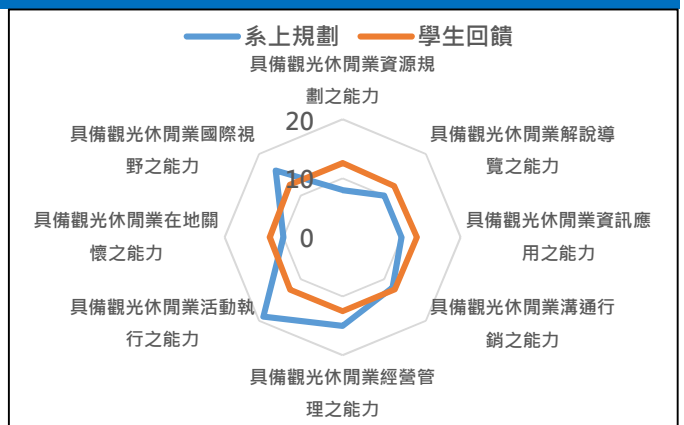 系上規劃 學生回饋
具備觀光休閒業資源規
劃之能力
具備觀光休閒業解說導
覽之能力
具備觀光休閒業資訊應
用之能力
具備觀光休閒業溝通行
銷之能力
具備觀光休閒業經營管
理之能力
具備觀光休閒業活動執
行之能力
具備觀光休閒業在地關
懷之能力
具備觀光休閒業國際視
野之能力
20
10
0